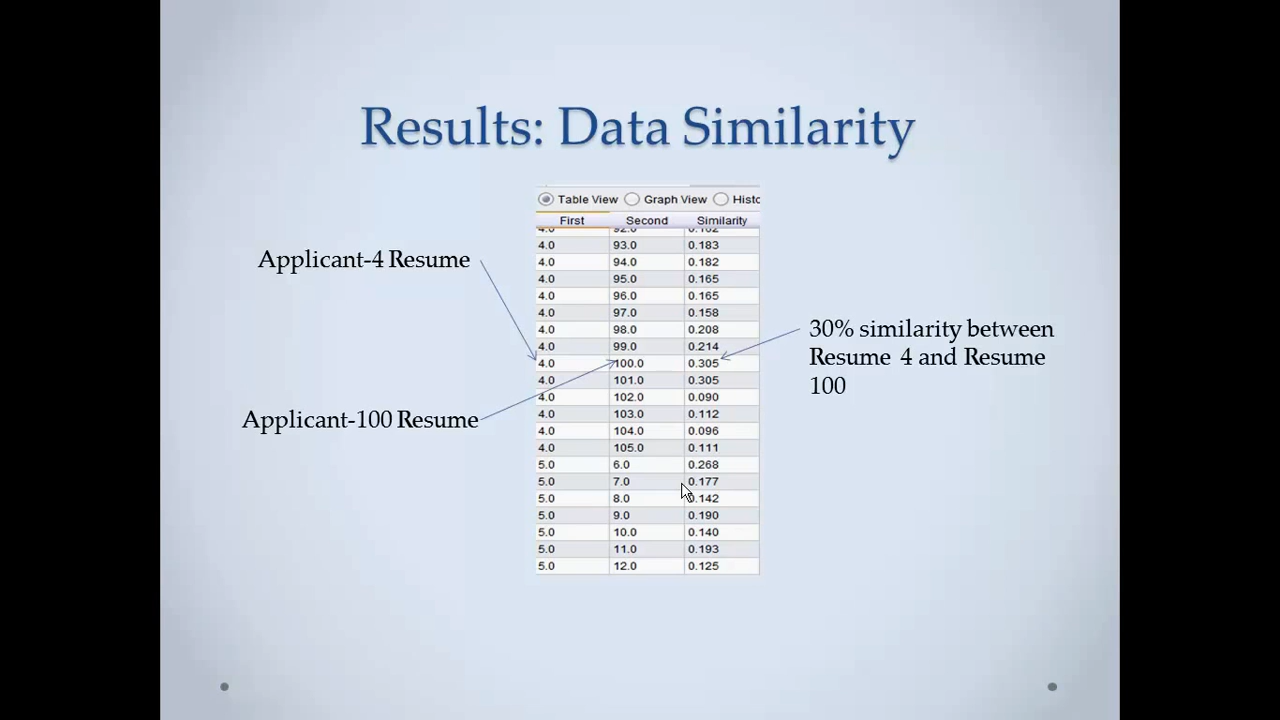 Results: Data Similarity
Table View Graph View Histo
First Second Similarity
4.0 92.0 0.162
4.0 93.0 0.183
4.0 94.0 0.182
4.0 95.0 0.165
4.0 96.0 0.165
4.0 97.0 0.158
4.0 98.0 0.208
4.0 99.0 0.214
4.0 100.0 0.305
4.0 101.0 0.305
4.0 102.0 0.090
4.0 103.0 0.112
4.0 104.0 0.096
4.0 105.0 0.111
5.0 6.0 0.268
5.0 7.0 0.177
5.0 8.0 0.142
5.0 9.0 0.190
5.0 10.0 0.140
5.0 11.0 0.193
5.0 12.0 0.125
Applicant-4 Resume
Applicant-100 Resume
30% similarity between
Resume 4 and Resume
100